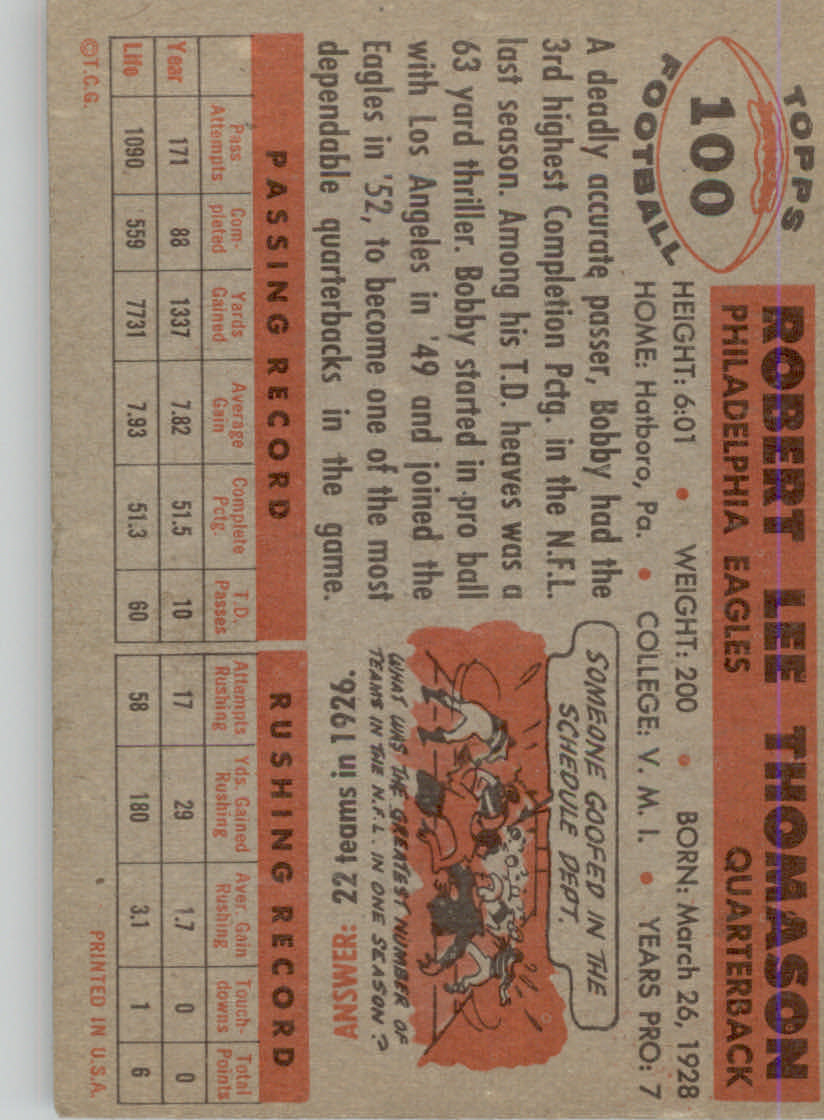 TOPPS
100
FOOTBALL
ROBERT LEE THOMASON
PHILADELPHIA EAGLES QUARTERBACK
HEIGHT: 6:01 • WEIGHT: 200 • BORN: March 26, 1928
HOME: Hatboro, Pa. • COLLEGE: V. M. I. • YEARS PRO: 7
A deadly accurate passer, Bobby had the
3rd highest Completion Pctg. in the N.F.L.
last season. Among his T.D. heaves was a
63 yard thriller. Bobby started in pro ball
with Los Angeles in '49 and joined the
Eagles in '52, to become one of the most
dependable quarterbacks in the game.
SOMEONE GOOFED IN THE
SCHEDULE DEPT.
WHAT WAS THE GREATEST NUMBER OF
TEAMS IN THE N.F.L. IN ONE SEASON?
ANSWER: 22 teams in 1926.
PASSING RECORD RUSHING RECORD
Pass Attempts Com-pleted Yards Gained Average Gain Complete Pctg. T.D. Passes Attempts Rushing Yds. Gained Rushing Aver. Gain Rushing Touch-downs Total Points
Year 171 88 1337 7.82 51.5 10 17 29 1.7 0 0
Life 1090 559 7731 7.93 51.3 60 58 180 3.1 1 6
©T.C.G. PRINTED IN U.S.A.